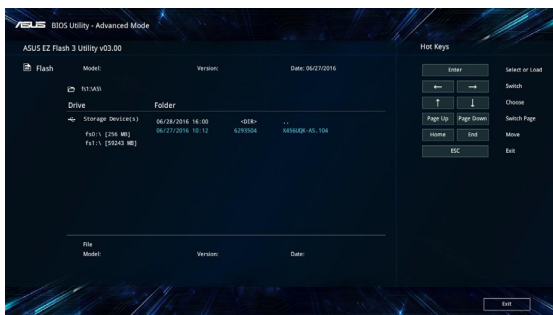 ASUS BIOS Utility - Advanced Mode
ASUS EZ Flash 3 Utility v03.00
Hot Keys
Flash Model: Version: Date: 06/27/2016
fs1:\AS\
Drive Folder
Storage Device(s)
fs0:\ [256 MB]
fs1:\ [59243 MB]
06/28/2016 16:00 <DIR> ..
06/27/2016 10:12 6293504 X456UQK-AS.104
File
Model: Version: Date:
Enter Select or Load
← → Switch
↑ ↓ Choose
Page Up Page Down Switch Page
Home End Move
ESC Exit
Exit